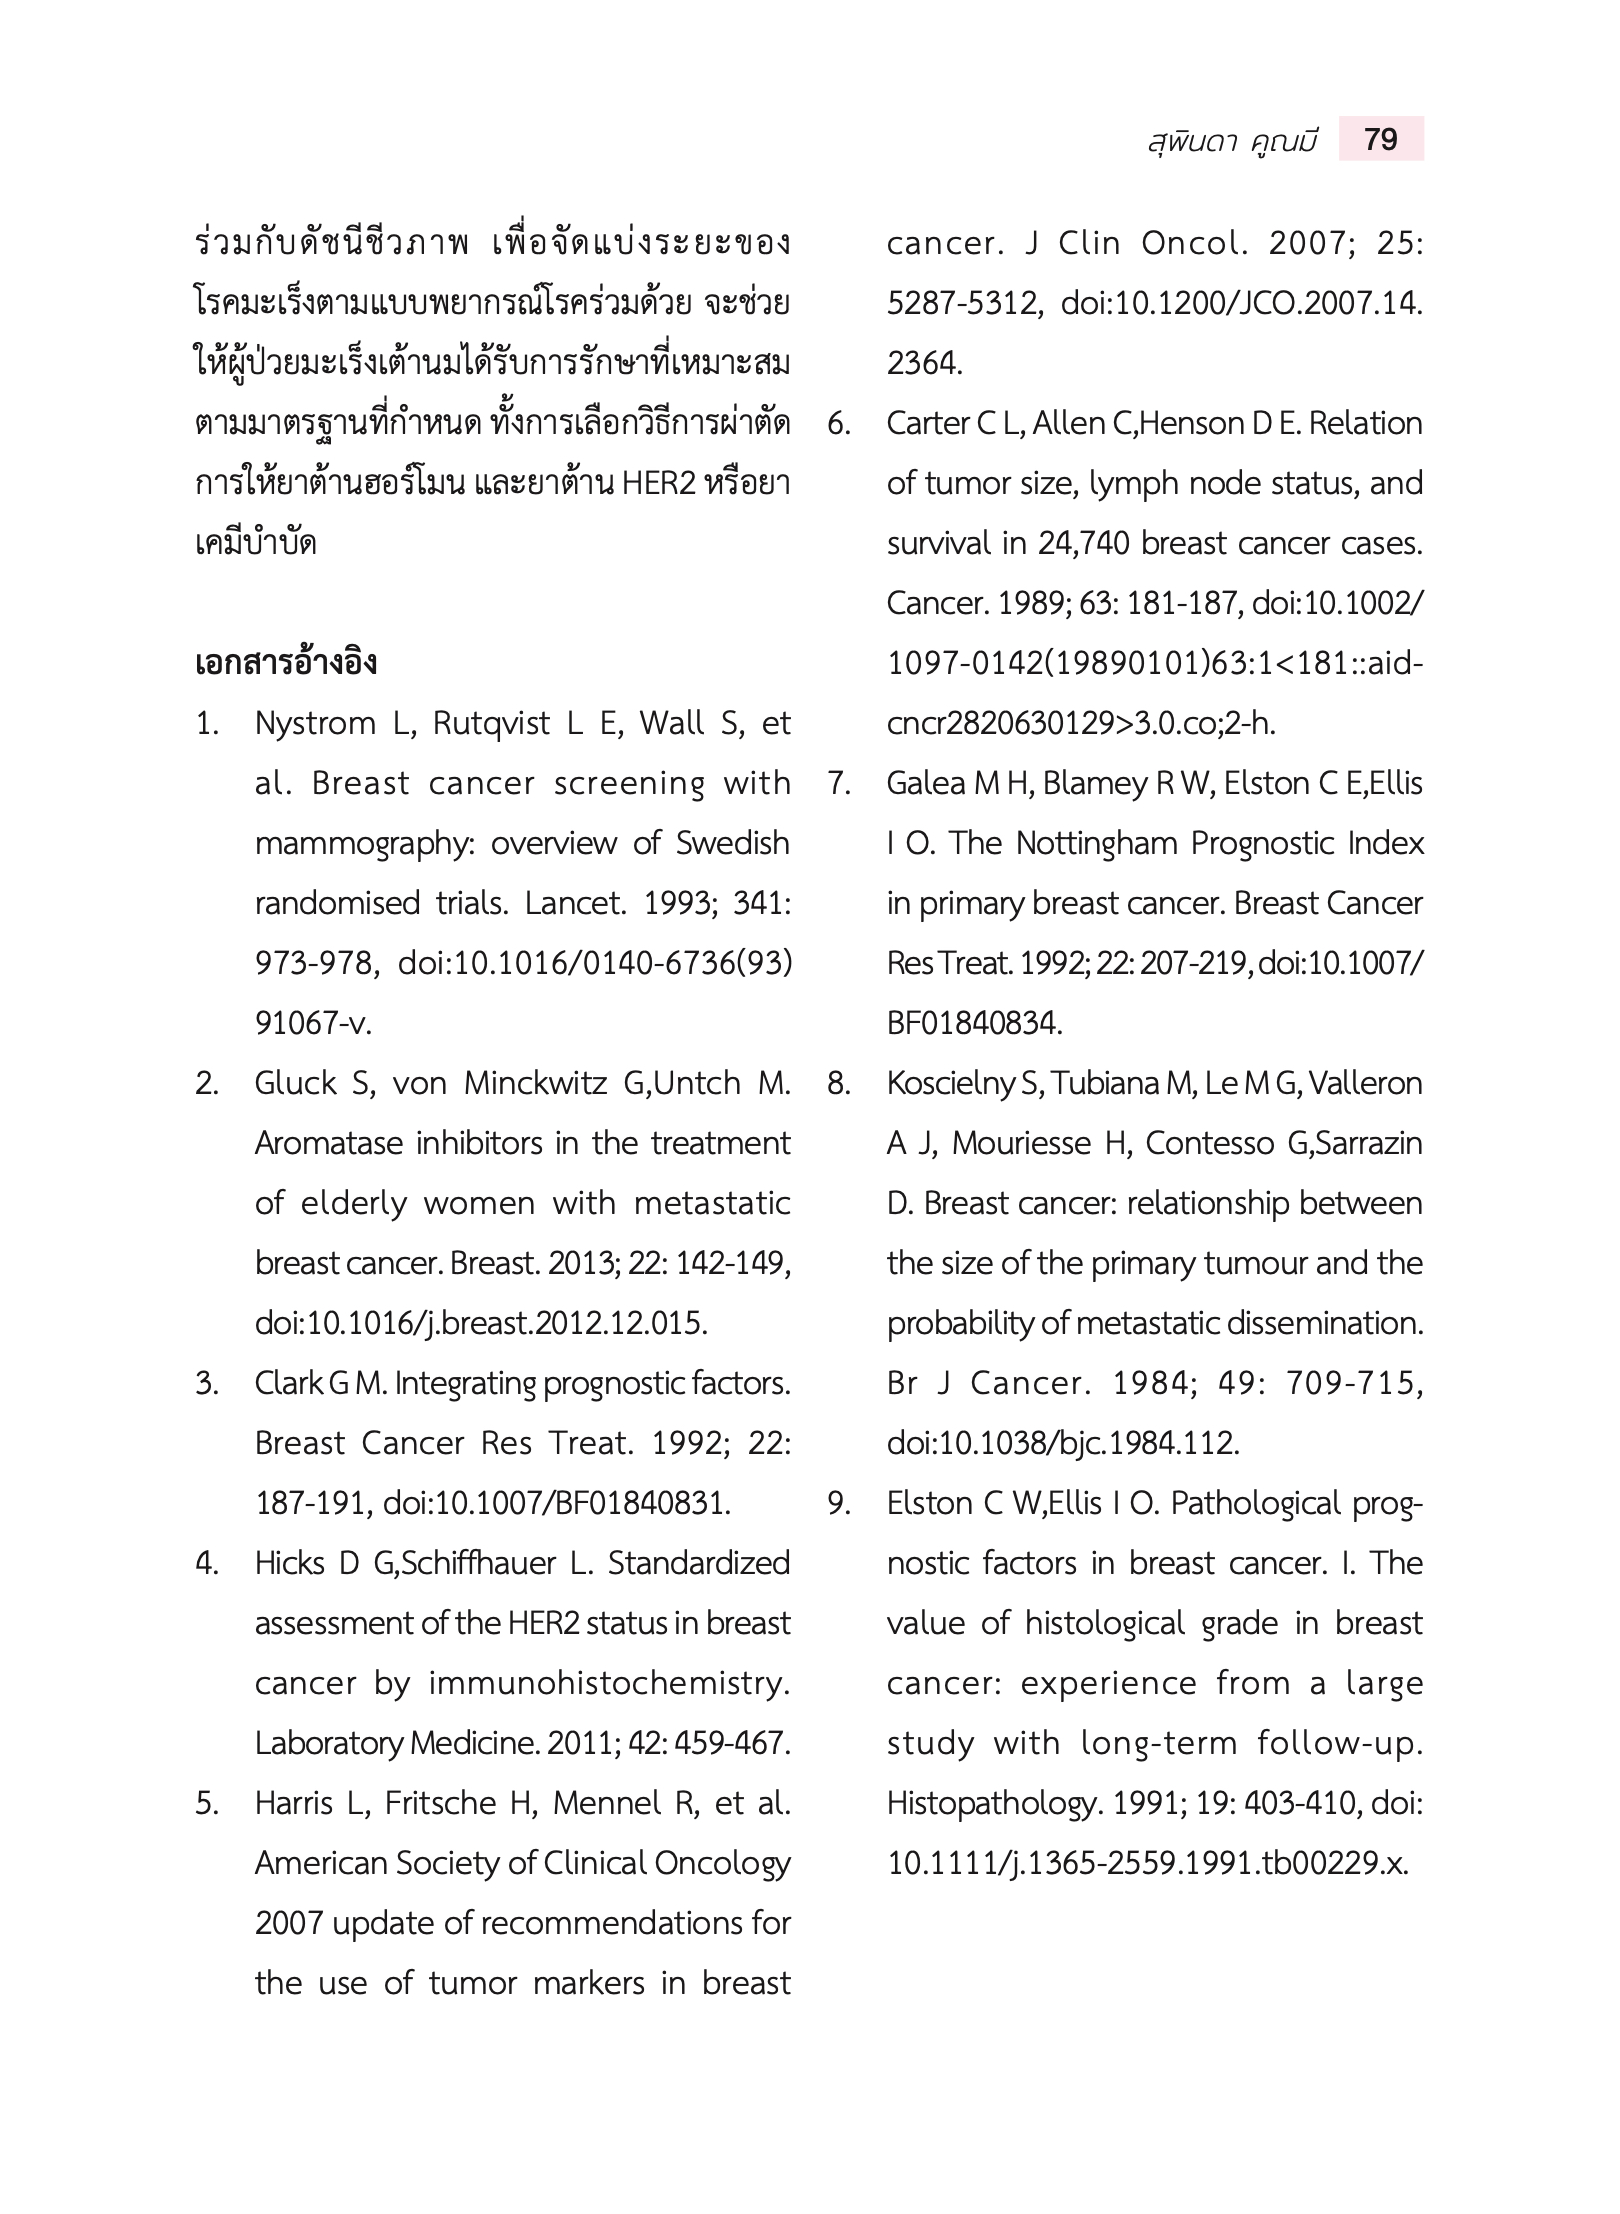 สุพินดา คูณมี 79
ร่วมกับดัชนีชีวภาพ เพื่อจัดแบ่งระยะของ
โรคมะเร็งตามแบบพยากรณ์โรคร่วมด้วย จะช่วย
ให้ผู้ป่วยมะเร็งเต้านมได้รับการรักษาที่เหมาะสม
ตามมาตรฐานที่กำหนด ทั้งการเลือกวิธีการผ่าตัด
การให้ยาต้านฮอร์โมน และยาต้าน HER2 หรือยา
เคมีบำบัด
เอกสารอ้างอิง
1. Nystrom L, Rutqvist L E, Wall S, et
al. Breast cancer screening with
mammography: overview of Swedish
randomised trials. Lancet. 1993; 341:
973-978, doi:10.1016/0140-6736(93)
91067-v.
2. Gluck S, von Minckwitz G,Untch M.
Aromatase inhibitors in the treatment
of elderly women with metastatic
breast cancer. Breast. 2013; 22: 142-149,
doi:10.1016/j.breast.2012.12.015.
3. Clark G M. Integrating prognostic factors.
Breast Cancer Res Treat. 1992; 22:
187-191, doi:10.1007/BF01840831.
4. Hicks D G,Schiffhauer L. Standardized
assessment of the HER2 status in breast
cancer by immunohistochemistry.
Laboratory Medicine. 2011; 42: 459-467.
5. Harris L, Fritsche H, Mennel R, et al.
American Society of Clinical Oncology
2007 update of recommendations for
the use of tumor markers in breast
cancer. J Clin Oncol. 2007; 25:
5287-5312, doi:10.1200/JCO.2007.14.
2364.
6. Carter C L, Allen C,Henson D E. Relation
of tumor size, lymph node status, and
survival in 24,740 breast cancer cases.
Cancer. 1989; 63: 181-187, doi:10.1002/
1097-0142(19890101)63:1<181::aid-
cncr2820630129>3.0.co;2-h.
7. Galea M H, Blamey R W, Elston C E,Ellis
I O. The Nottingham Prognostic Index
in primary breast cancer. Breast Cancer
Res Treat. 1992; 22: 207-219, doi:10.1007/
BF01840834.
8. Koscielny S, Tubiana M, Le M G, Valleron
A J, Mouriesse H, Contesso G,Sarrazin
D. Breast cancer: relationship between
the size of the primary tumour and the
probability of metastatic dissemination.
Br J Cancer. 1984; 49: 709-715,
doi:10.1038/bjc.1984.112.
9. Elston C W,Ellis I O. Pathological prog-
nostic factors in breast cancer. I. The
value of histological grade in breast
cancer: experience from a large
study with long-term follow-up.
Histopathology. 1991; 19: 403-410, doi:
10.1111/j.1365-2559.1991.tb00229.x.